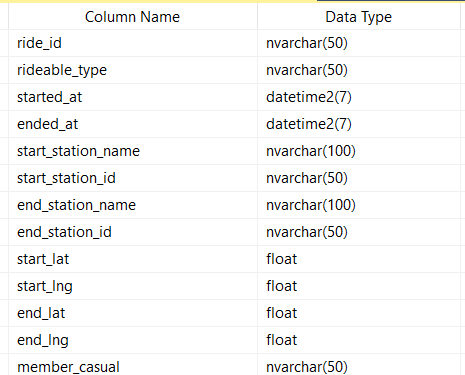 Column Name Data Type
ride_id nvarchar(50)
rideable_type nvarchar(50)
started_at datetime2(7)
ended_at datetime2(7)
start_station_name nvarchar(100)
start_station_id nvarchar(50)
end_station_name nvarchar(100)
end_station_id nvarchar(50)
start_lat float
start_lng float
end_lat float
end_lng float
member_casual nvarchar(50)